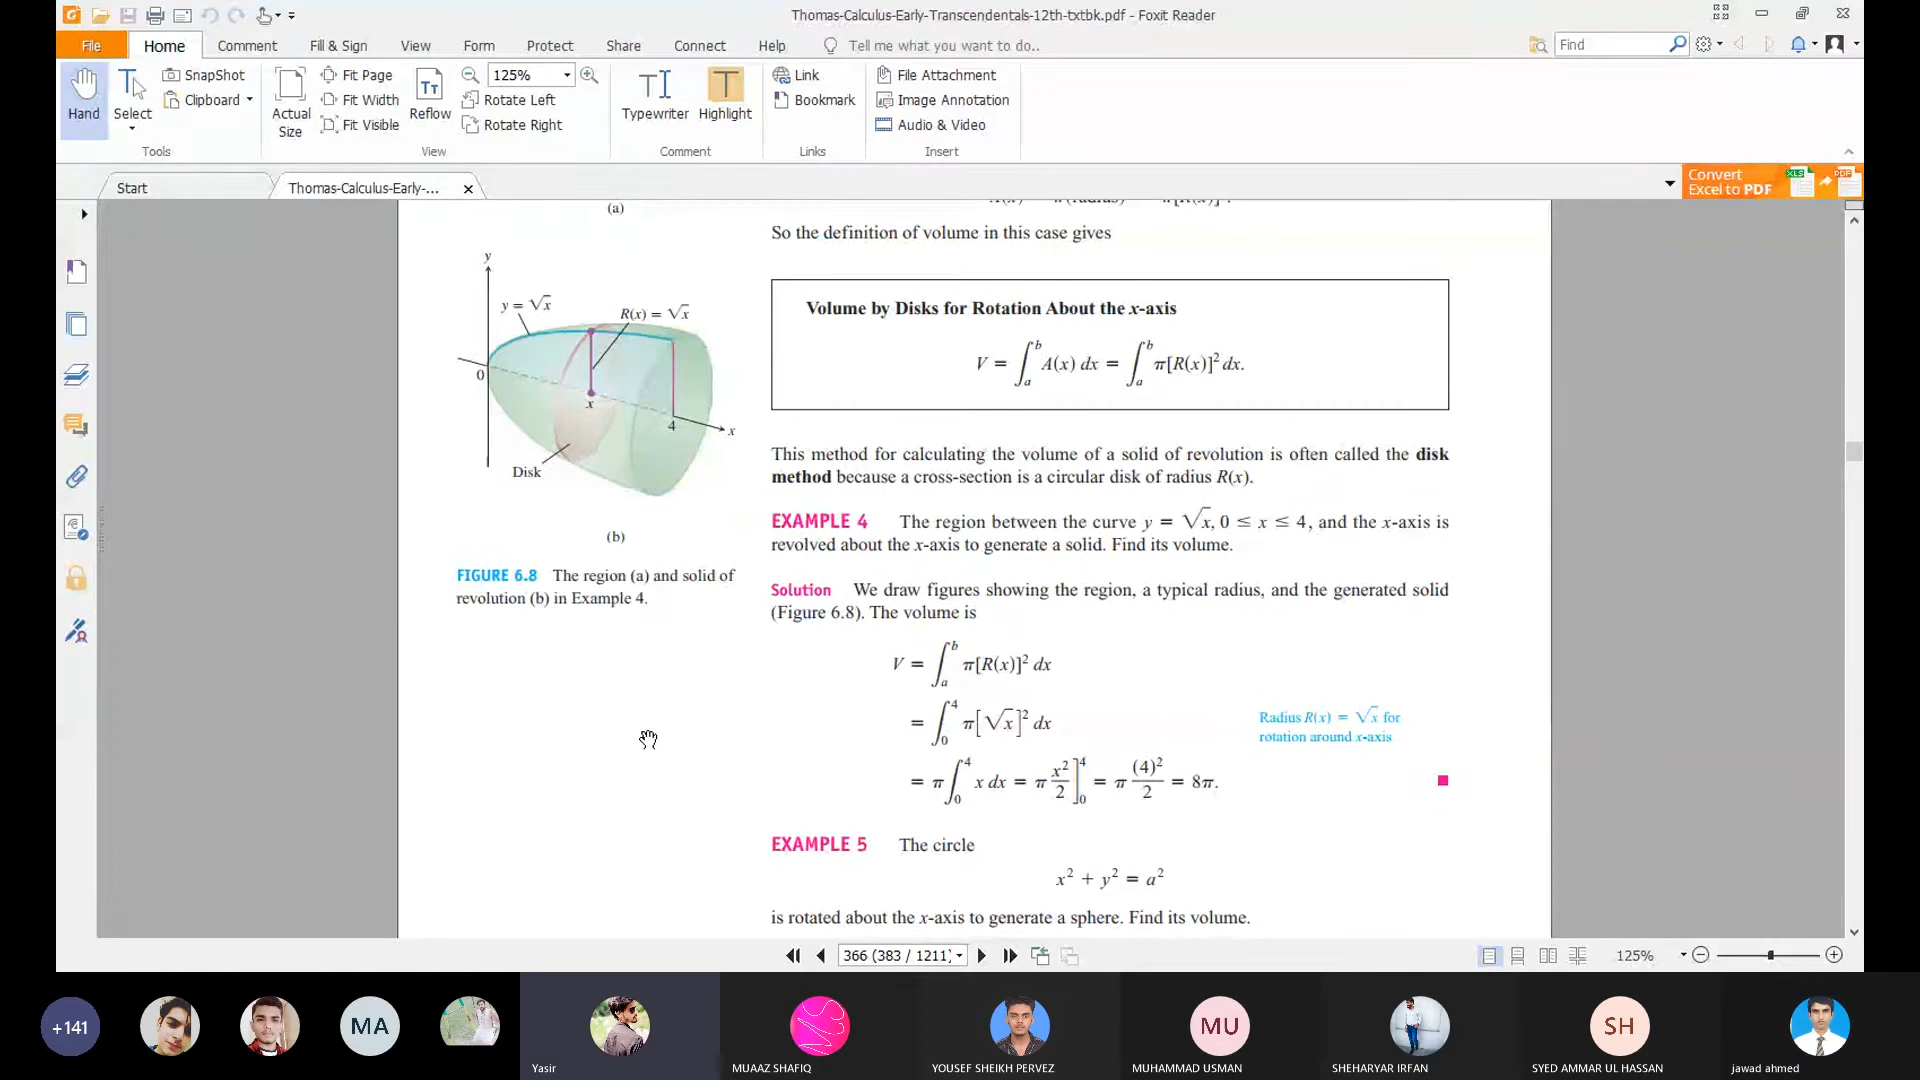 Thomas-Calculus-Early-Transcendentals-12th-txtbk.pdf - Foxit Reader
File Home Comment Fill & Sign View Form Protect Share Connect Help Tell me what you want to do.. Find
Hand
Select
SnapShot
Clipboard
Tools
Actual Size
Fit Page
Fit Width
Fit Visible
Reflow
125%
Rotate Left
Rotate Right
View
Typewriter
Highlight
Comment
Link
Bookmark
Links
File Attachment
Image Annotation
Audio & Video
Insert
Start
Thomas-Calculus-Early-...
Convert
Excel to PDF
XLS
PDF
(a)
y
y = √x
R(x) = √x
0
x
4
x
Disk
(b)
FIGURE 6.8 The region (a) and solid of
revolution (b) in Example 4.
So the definition of volume in this case gives
Volume by Disks for Rotation About the x-axis
V = ∫_a^b A(x) dx = ∫_a^b π[R(x)]² dx.
This method for calculating the volume of a solid of revolution is often called the disk
method because a cross-section is a circular disk of radius R(x).
EXAMPLE 4 The region between the curve y = √x, 0 ≤ x ≤ 4, and the x-axis is
revolved about the x-axis to generate a solid. Find its volume.
Solution We draw figures showing the region, a typical radius, and the generated solid
(Figure 6.8). The volume is
V = ∫_a^b π[R(x)]² dx
= ∫_0^4 π[√x]² dx
Radius R(x) = √x for
rotation around x-axis
= π ∫_0^4 x dx = π x²/2 ]_0^4 = π (4)²/2 = 8π.
EXAMPLE 5 The circle
x² + y² = a²
is rotated about the x-axis to generate a sphere. Find its volume.
366 (383 / 1211)
125%
+141
MA
MU
SH
Yasir
MUAAZ SHAFIQ
YOUSEF SHEIKH PERVEZ
MUHAMMAD USMAN
SHEHARYAR IRFAN
SYED AMMAR UL HASSAN
jawad ahmed